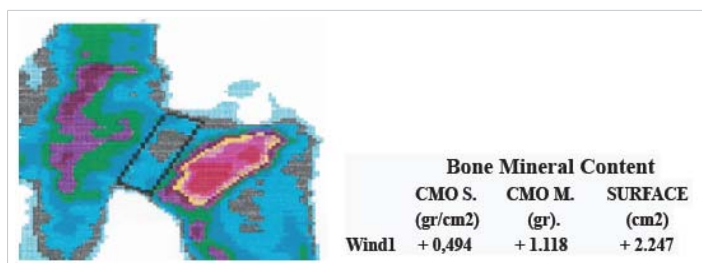 Bone Mineral Content
CMO S. CMO M. SURFACE
(gr/cm2) (gr). (cm2)
Wind1 + 0,494 + 1.118 + 2.247